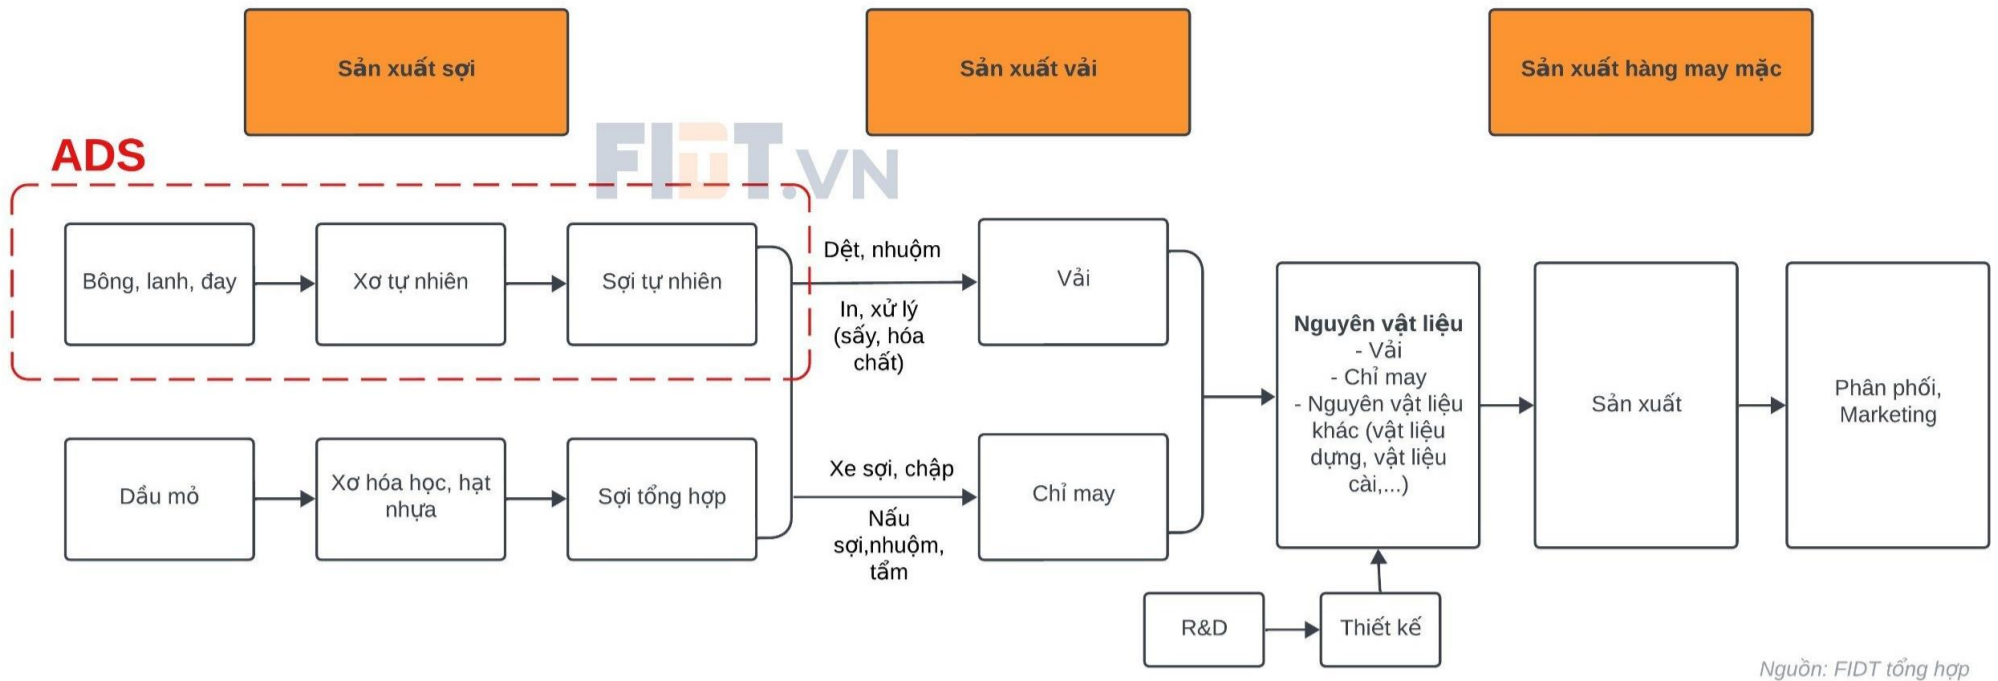 Sản xuất sợi
Sản xuất vải
Sản xuất hàng may mặc
FIDT.VN
ADS
Bông, lanh, đay
Xơ tự nhiên
Sợi tự nhiên
Dệt, nhuộm
In, xử lý
(sấy, hóa
chất)
Vải
Dầu mỏ
Xơ hóa học, hạt
nhựa
Sợi tổng hợp
Xe sợi, chập
Nấu
sợi,nhuộm,
tẩm
Chỉ may
Nguyên vật liệu
- Vải
- Chỉ may
- Nguyên vật liệu
khác (vật liệu
dựng, vật liệu
cài,...)
Sản xuất
Phân phối,
Marketing
R&D
Thiết kế
Nguồn: FIDT tổng hợp